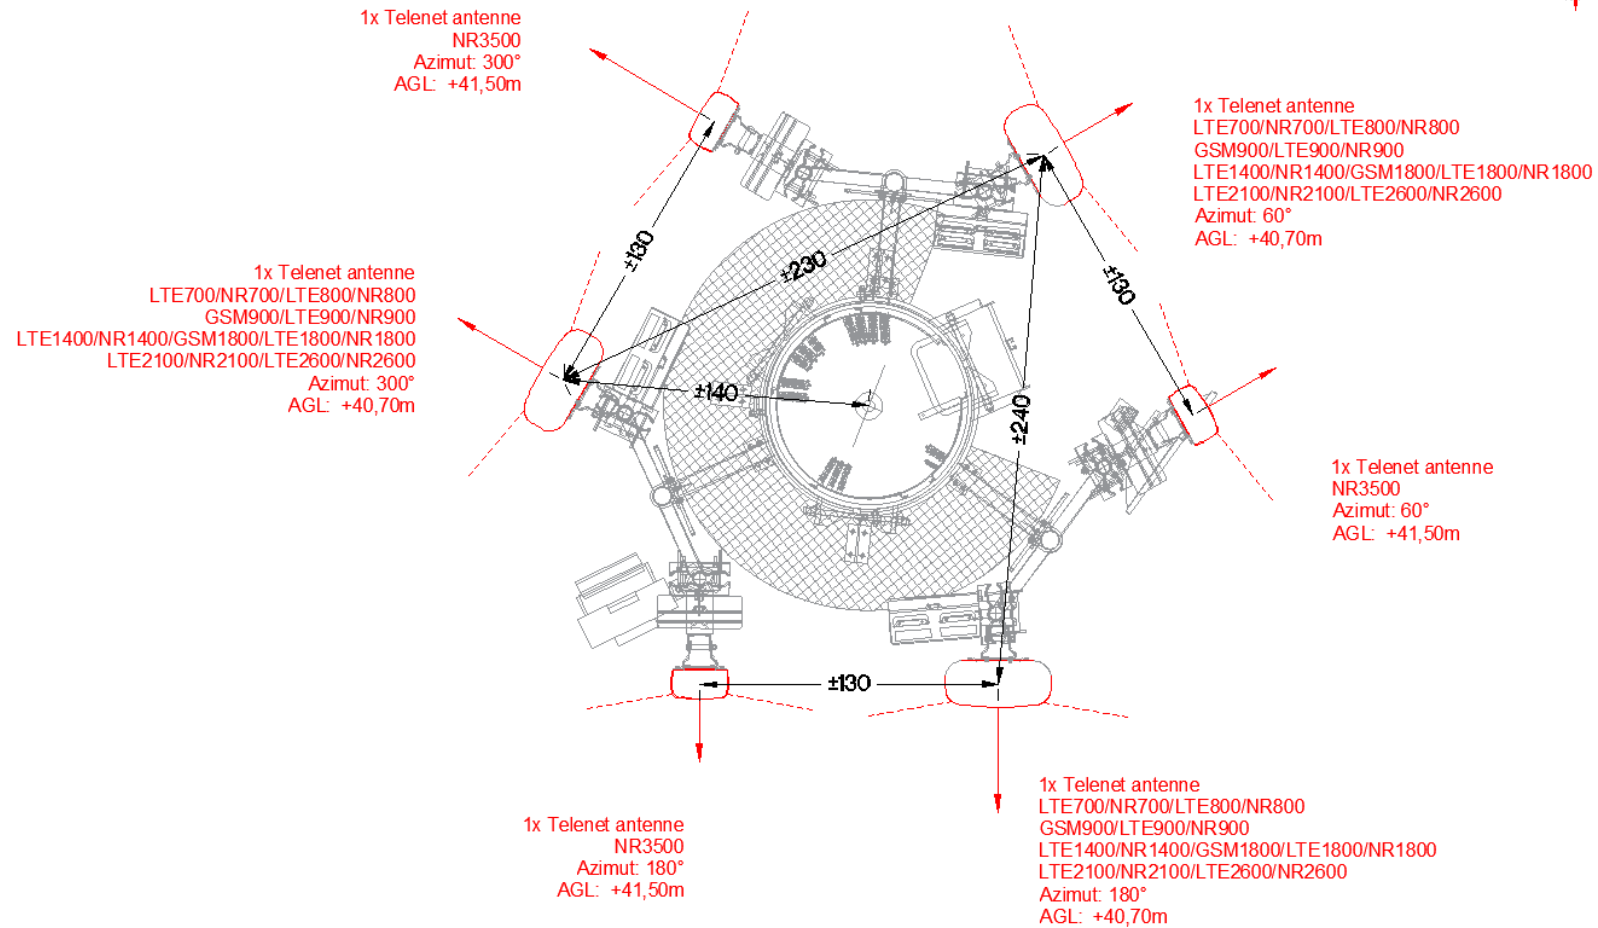 1x Telenet antenne
NR3500
Azimut: 300°
AGL: +41,50m
1x Telenet antenne
LTE700/NR700/LTE800/NR800
GSM900/LTE900/NR900
LTE1400/NR1400/GSM1800/LTE1800/NR1800
LTE2100/NR2100/LTE2600/NR2600
Azimut: 60°
AGL: +40,70m
±130
±230
±130
1x Telenet antenne
LTE700/NR700/LTE800/NR800
GSM900/LTE900/NR900
LTE1400/NR1400/GSM1800/LTE1800/NR1800
LTE2100/NR2100/LTE2600/NR2600
Azimut: 300°
AGL: +40,70m
±140
±240
1x Telenet antenne
NR3500
Azimut: 60°
AGL: +41,50m
±130
1x Telenet antenne
NR3500
Azimut: 180°
AGL: +41,50m
1x Telenet antenne
LTE700/NR700/LTE800/NR800
GSM900/LTE900/NR900
LTE1400/NR1400/GSM1800/LTE1800/NR1800
LTE2100/NR2100/LTE2600/NR2600
Azimut: 180°
AGL: +40,70m